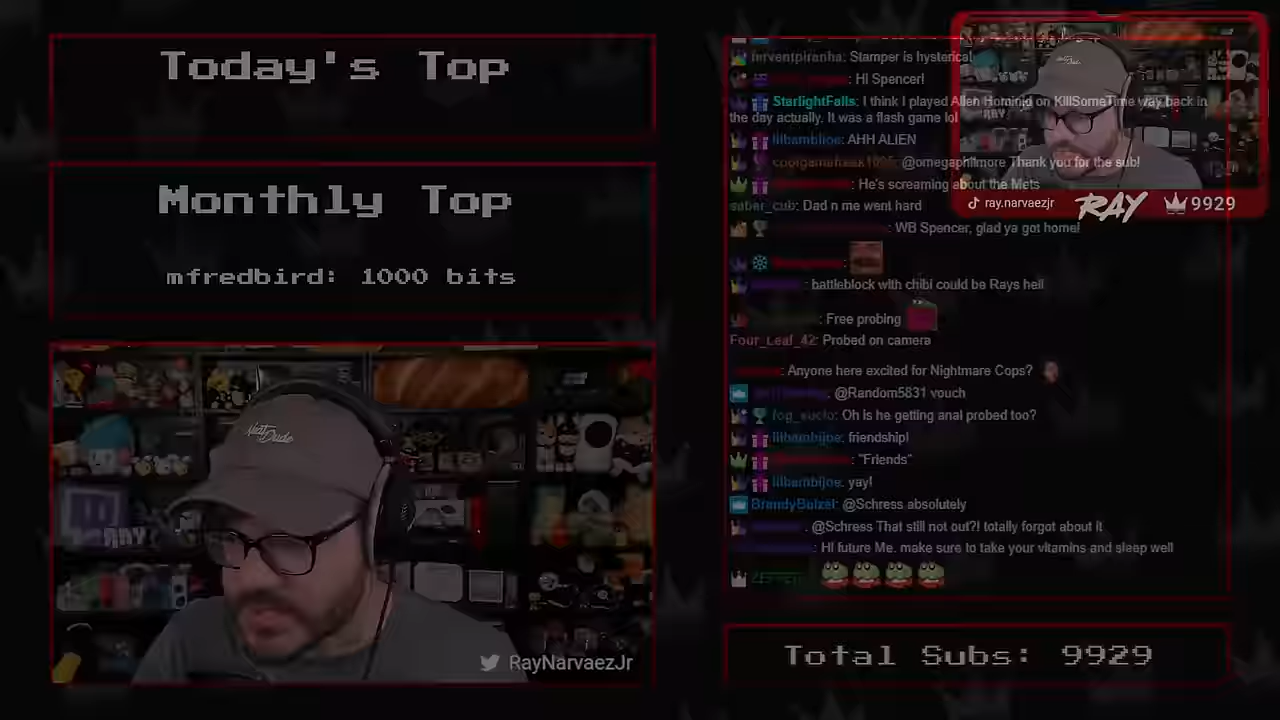 Today's Top
Monthly Top
mfredbird: 1000 bits
Nutt Dude
RAY
RayNarvaezJr
ferventpiranha: Stamper is hysterical
: HI Spencer!
StarlightFalls: I think I played Alien Hominid on KillSomeTime way back in
the day actually. It was a flash game lol
lilbambijoe: AHH ALIEN
@omegaphilmore Thank you for the sub!
: He's screaming about the Mets
saber_cub: Dad n me went hard
: WB Spencer, glad ya got home!
: battleblock with chibi could be Rays hell
: Free probing
Four_Leaf_42: Probed on camera
: Anyone here excited for Nightmare Cops?
: @Random5831 vouch
: Oh is he getting anal probed too?
lilbambijoe: friendship!
: "Friends"
lilbambijoe: yay!
@Schress absolutely
: @Schress That still not out?! totally forgot about it
: HI future Me. make sure to take your vitamins and sleep well
ray.narvaezjr
RAY
9929
Total Subs: 9929